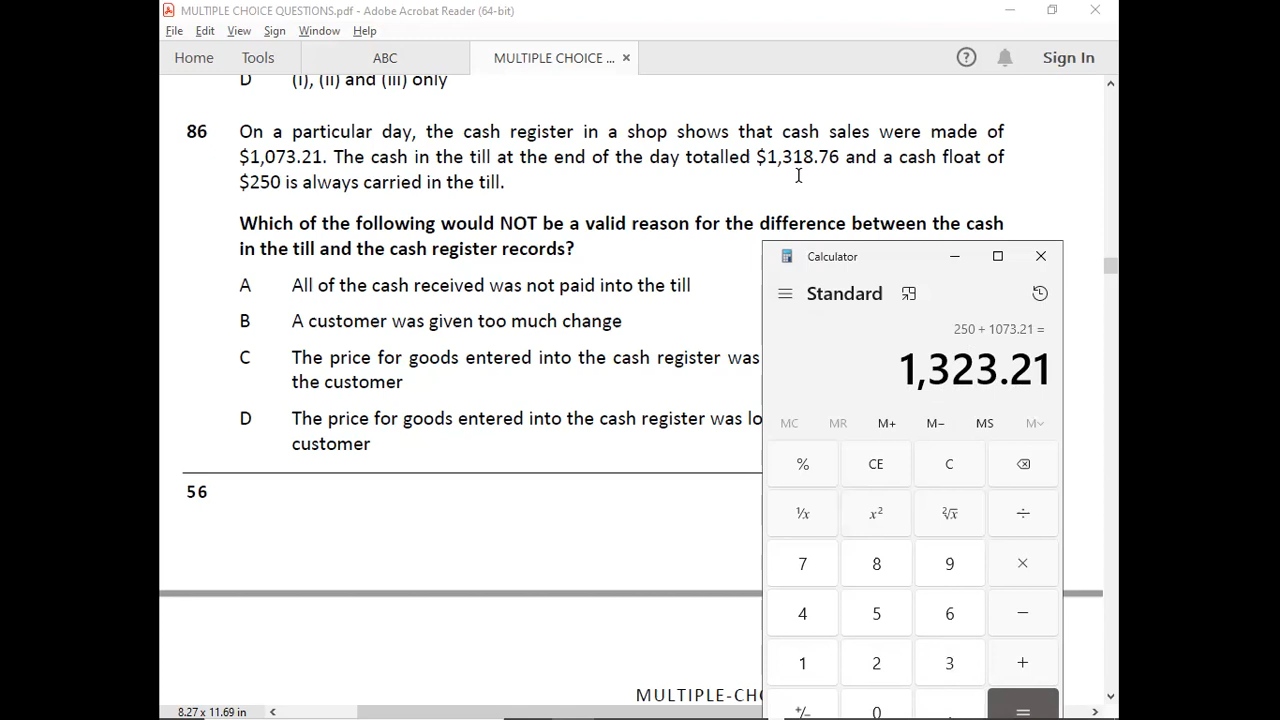 MULTIPLE CHOICE QUESTIONS.pdf - Adobe Acrobat Reader (64-bit)
File Edit View Sign Window Help
Home Tools ABC MULTIPLE CHOICE ... × ? Sign In
D (i), (ii) and (iii) only
86 On a particular day, the cash register in a shop shows that cash sales were made of
$1,073.21. The cash in the till at the end of the day totalled $1,318.76 and a cash float of
$250 is always carried in the till.
Which of the following would NOT be a valid reason for the difference between the cash
in the till and the cash register records?
A All of the cash received was not paid into the till
B A customer was given too much change
C The price for goods entered into the cash register was
the customer
D The price for goods entered into the cash register was lo
customer
56
MULTIPLE-CHO
8.27 x 11.69 in
Calculator
Standard
250 + 1073.21 =
1,323.21
MC MR M+ M− MS M˅
% CE C
¹/x x² ²√x ÷
7 8 9 ×
4 5 6 −
1 2 3 +
+/− 0 . =